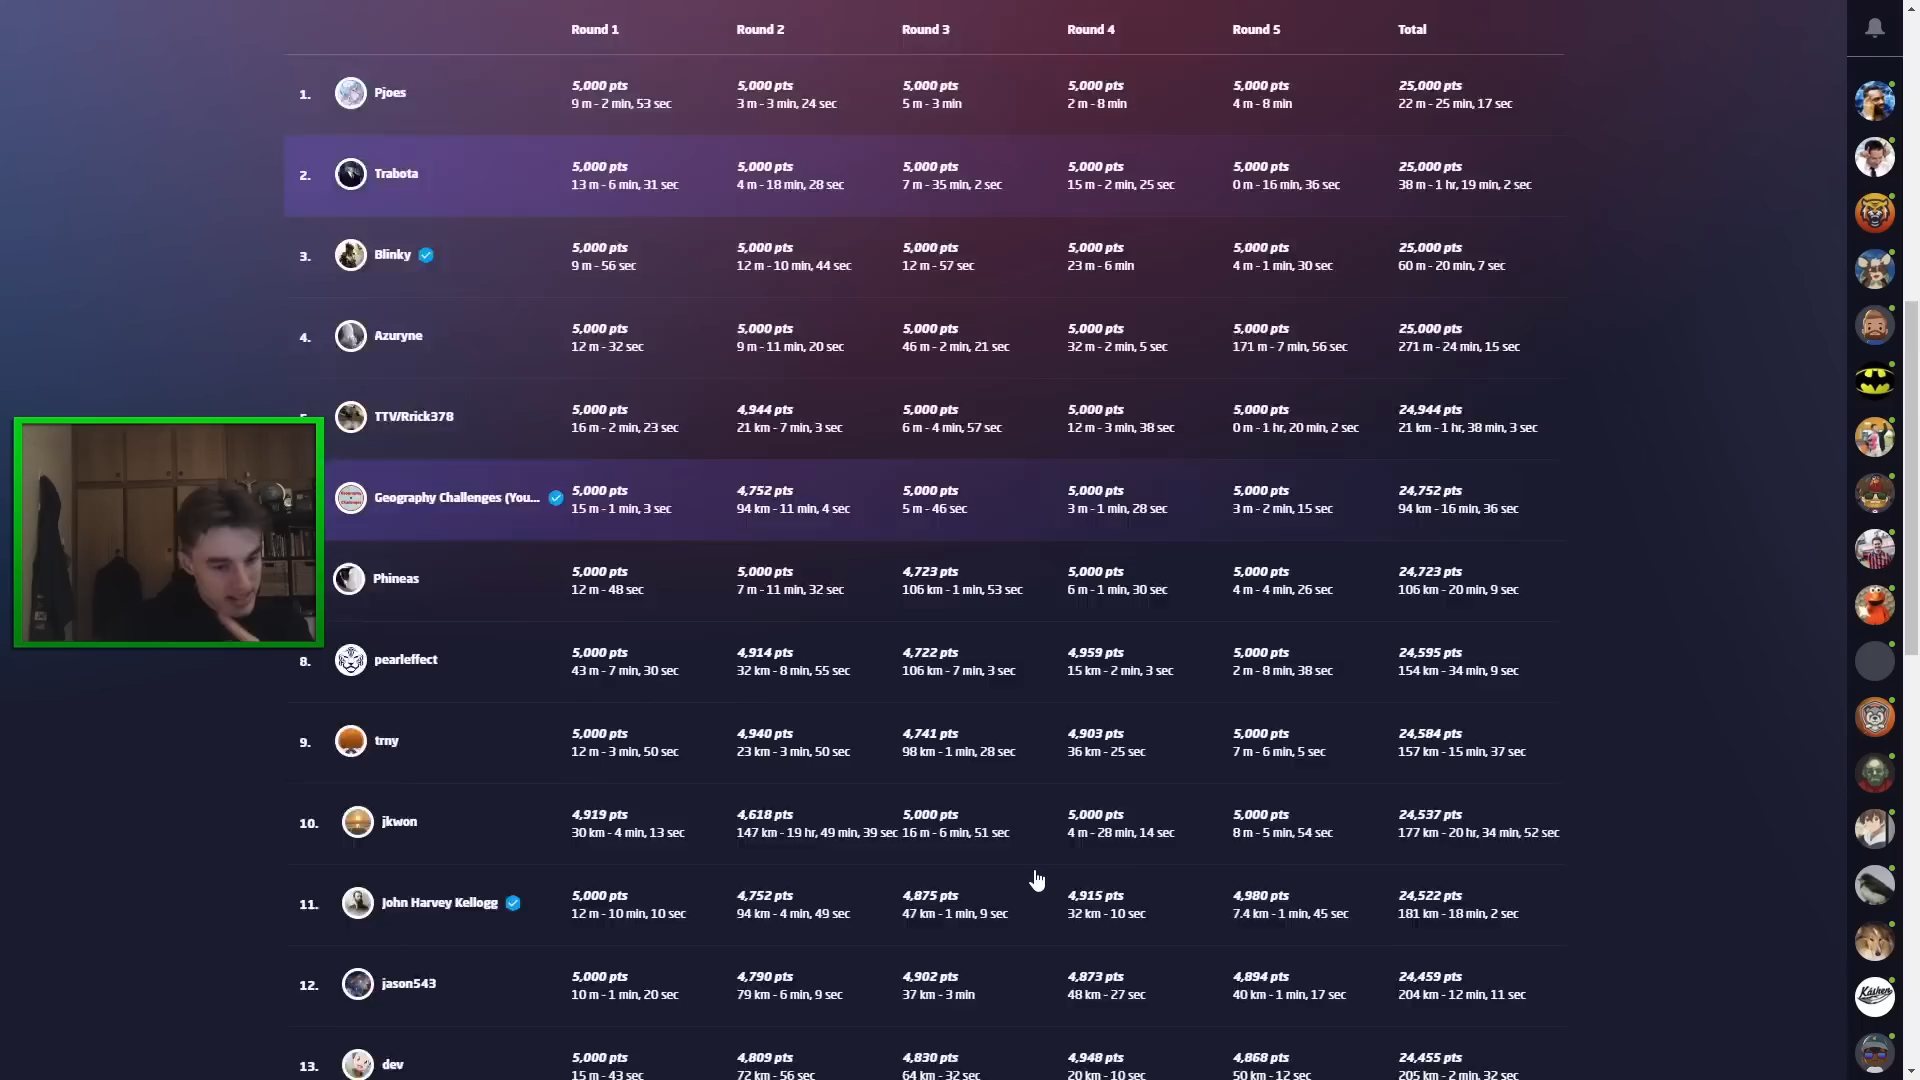 Round 1 Round 2 Round 3 Round 4 Round 5 Total
1. Pjoes
5,000 pts 5,000 pts 5,000 pts 5,000 pts 5,000 pts 25,000 pts
9 m - 2 min, 53 sec 3 m - 3 min, 24 sec 5 m - 3 min 2 m - 8 min 4 m - 8 min 22 m - 25 min, 17 sec
2. Trabota
5,000 pts 5,000 pts 5,000 pts 5,000 pts 5,000 pts 25,000 pts
13 m - 6 min, 31 sec 4 m - 18 min, 28 sec 7 m - 35 min, 2 sec 15 m - 2 min, 25 sec 0 m - 16 min, 36 sec 38 m - 1 hr, 19 min, 2 sec
3. Blinky
5,000 pts 5,000 pts 5,000 pts 5,000 pts 5,000 pts 25,000 pts
9 m - 56 sec 12 m - 10 min, 44 sec 12 m - 57 sec 23 m - 6 min 4 m - 1 min, 30 sec 60 m - 20 min, 7 sec
4. Azuryne
5,000 pts 5,000 pts 5,000 pts 5,000 pts 5,000 pts 25,000 pts
12 m - 32 sec 9 m - 11 min, 20 sec 46 m - 2 min, 21 sec 32 m - 2 min, 5 sec 171 m - 7 min, 56 sec 271 m - 24 min, 15 sec
TTV/Rrick378
5,000 pts 4,944 pts 5,000 pts 5,000 pts 5,000 pts 24,944 pts
16 m - 2 min, 23 sec 21 km - 7 min, 3 sec 6 m - 4 min, 57 sec 12 m - 3 min, 38 sec 0 m - 1 hr, 20 min, 2 sec 21 km - 1 hr, 38 min, 3 sec
Geography Challenges (You...
5,000 pts 4,752 pts 5,000 pts 5,000 pts 5,000 pts 24,752 pts
15 m - 1 min, 3 sec 94 km - 11 min, 4 sec 5 m - 46 sec 3 m - 1 min, 28 sec 3 m - 2 min, 15 sec 94 km - 16 min, 36 sec
Phineas
5,000 pts 5,000 pts 4,723 pts 5,000 pts 5,000 pts 24,723 pts
12 m - 48 sec 7 m - 11 min, 32 sec 106 km - 1 min, 53 sec 6 m - 1 min, 30 sec 4 m - 4 min, 26 sec 106 km - 20 min, 9 sec
8. pearleffect
5,000 pts 4,914 pts 4,722 pts 4,959 pts 5,000 pts 24,595 pts
43 m - 7 min, 30 sec 32 km - 8 min, 55 sec 106 km - 7 min, 3 sec 15 km - 2 min, 3 sec 2 m - 8 min, 38 sec 154 km - 34 min, 9 sec
9. trny
5,000 pts 4,940 pts 4,741 pts 4,903 pts 5,000 pts 24,584 pts
12 m - 3 min, 50 sec 23 km - 3 min, 50 sec 98 km - 1 min, 28 sec 36 km - 25 sec 7 m - 6 min, 5 sec 157 km - 15 min, 37 sec
10. jkwon
4,919 pts 4,618 pts 5,000 pts 5,000 pts 5,000 pts 24,537 pts
30 km - 4 min, 13 sec 147 km - 19 hr, 49 min, 39 sec 16 m - 6 min, 51 sec 4 m - 28 min, 14 sec 8 m - 5 min, 54 sec 177 km - 20 hr, 34 min, 52 sec
11. John Harvey Kellogg
5,000 pts 4,752 pts 4,875 pts 4,915 pts 4,980 pts 24,522 pts
12 m - 10 min, 10 sec 94 km - 4 min, 49 sec 47 km - 1 min, 9 sec 32 km - 10 sec 7.4 km - 1 min, 45 sec 181 km - 18 min, 2 sec
12. jason543
5,000 pts 4,790 pts 4,902 pts 4,873 pts 4,894 pts 24,459 pts
10 m - 1 min, 20 sec 79 km - 6 min, 9 sec 37 km - 3 min 48 km - 27 sec 40 km - 1 min, 17 sec 204 km - 12 min, 11 sec
13. dev
5,000 pts 4,809 pts 4,830 pts 4,948 pts 4,868 pts 24,455 pts
15 m - 43 sec 72 km - 56 sec 64 km - 32 sec 20 km - 10 sec 50 km - 12 sec 205 km - 2 min, 32 sec
Káshen